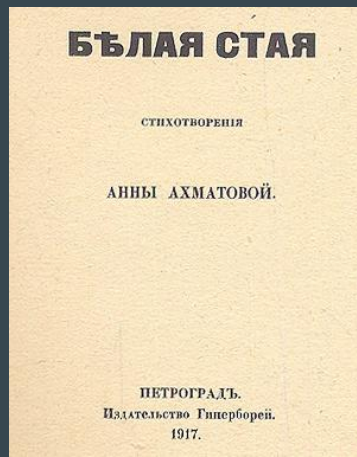 БѢЛАЯ СТАЯ
СТИХОТВОРЕНІЯ
АННЫ АХМАТОВОЙ.
ПЕТРОГРАДЪ.
Издательство Гиперборей.
1917.